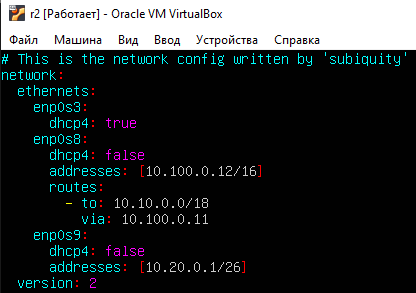 r2 [Работает] - Oracle VM VirtualBox
Файл Машина Вид Ввод Устройства Справка
# This is the network config written by 'subiquity'
network:
  ethernets:
    enp0s3:
      dhcp4: true
    enp0s8:
      dhcp4: false
      addresses: [10.100.0.12/16]
      routes:
        - to: 10.10.0.0/18
          via: 10.100.0.11
    enp0s9:
      dhcp4: false
      addresses: [10.20.0.1/26]
  version: 2